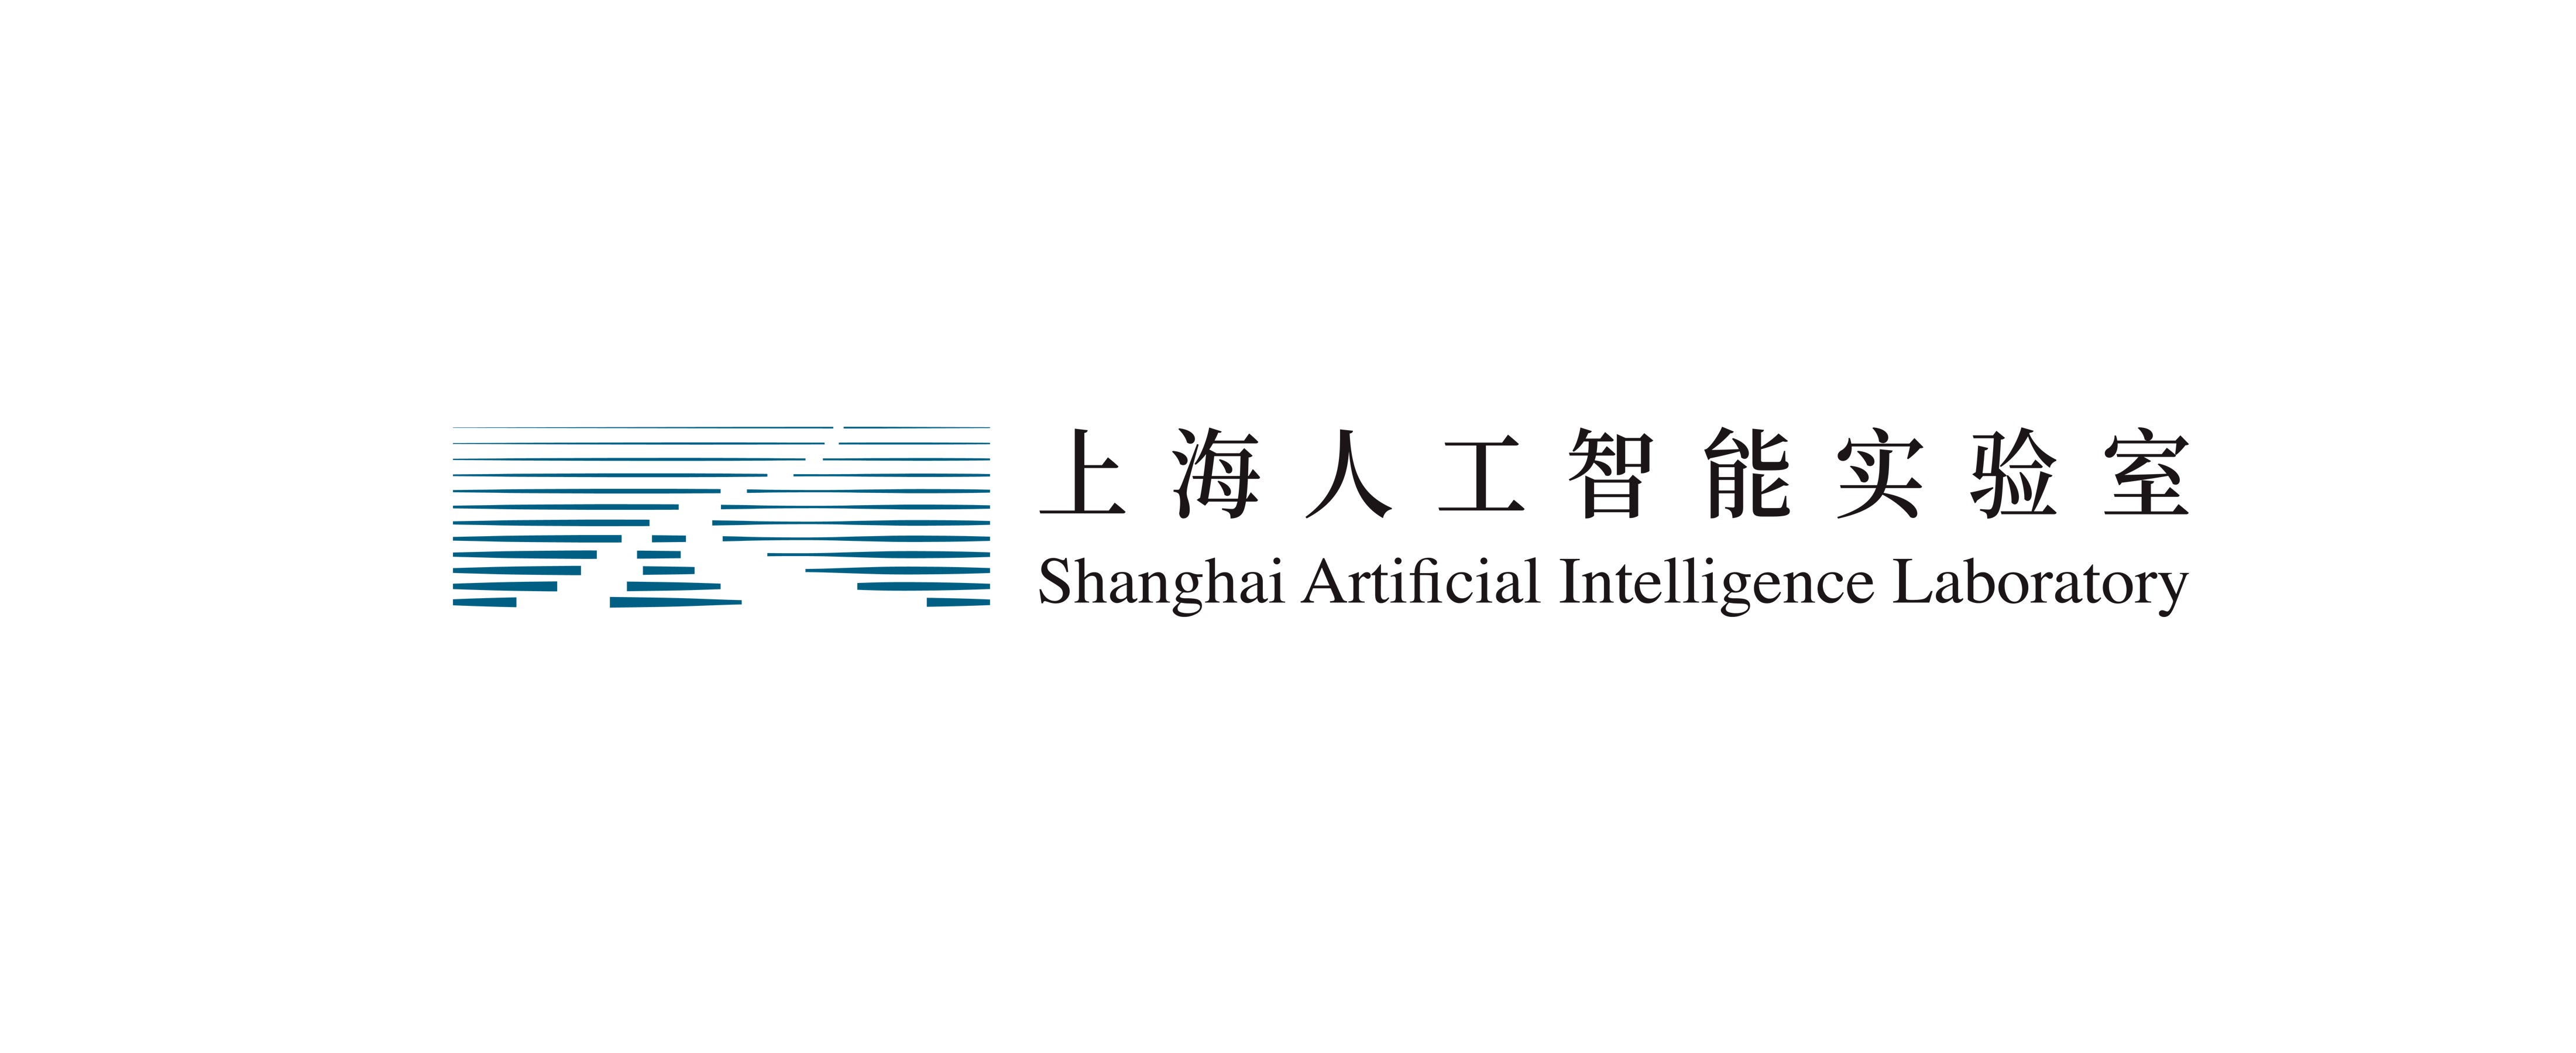 上海人工智能实验室
Shanghai Artificial Intelligence Laboratory